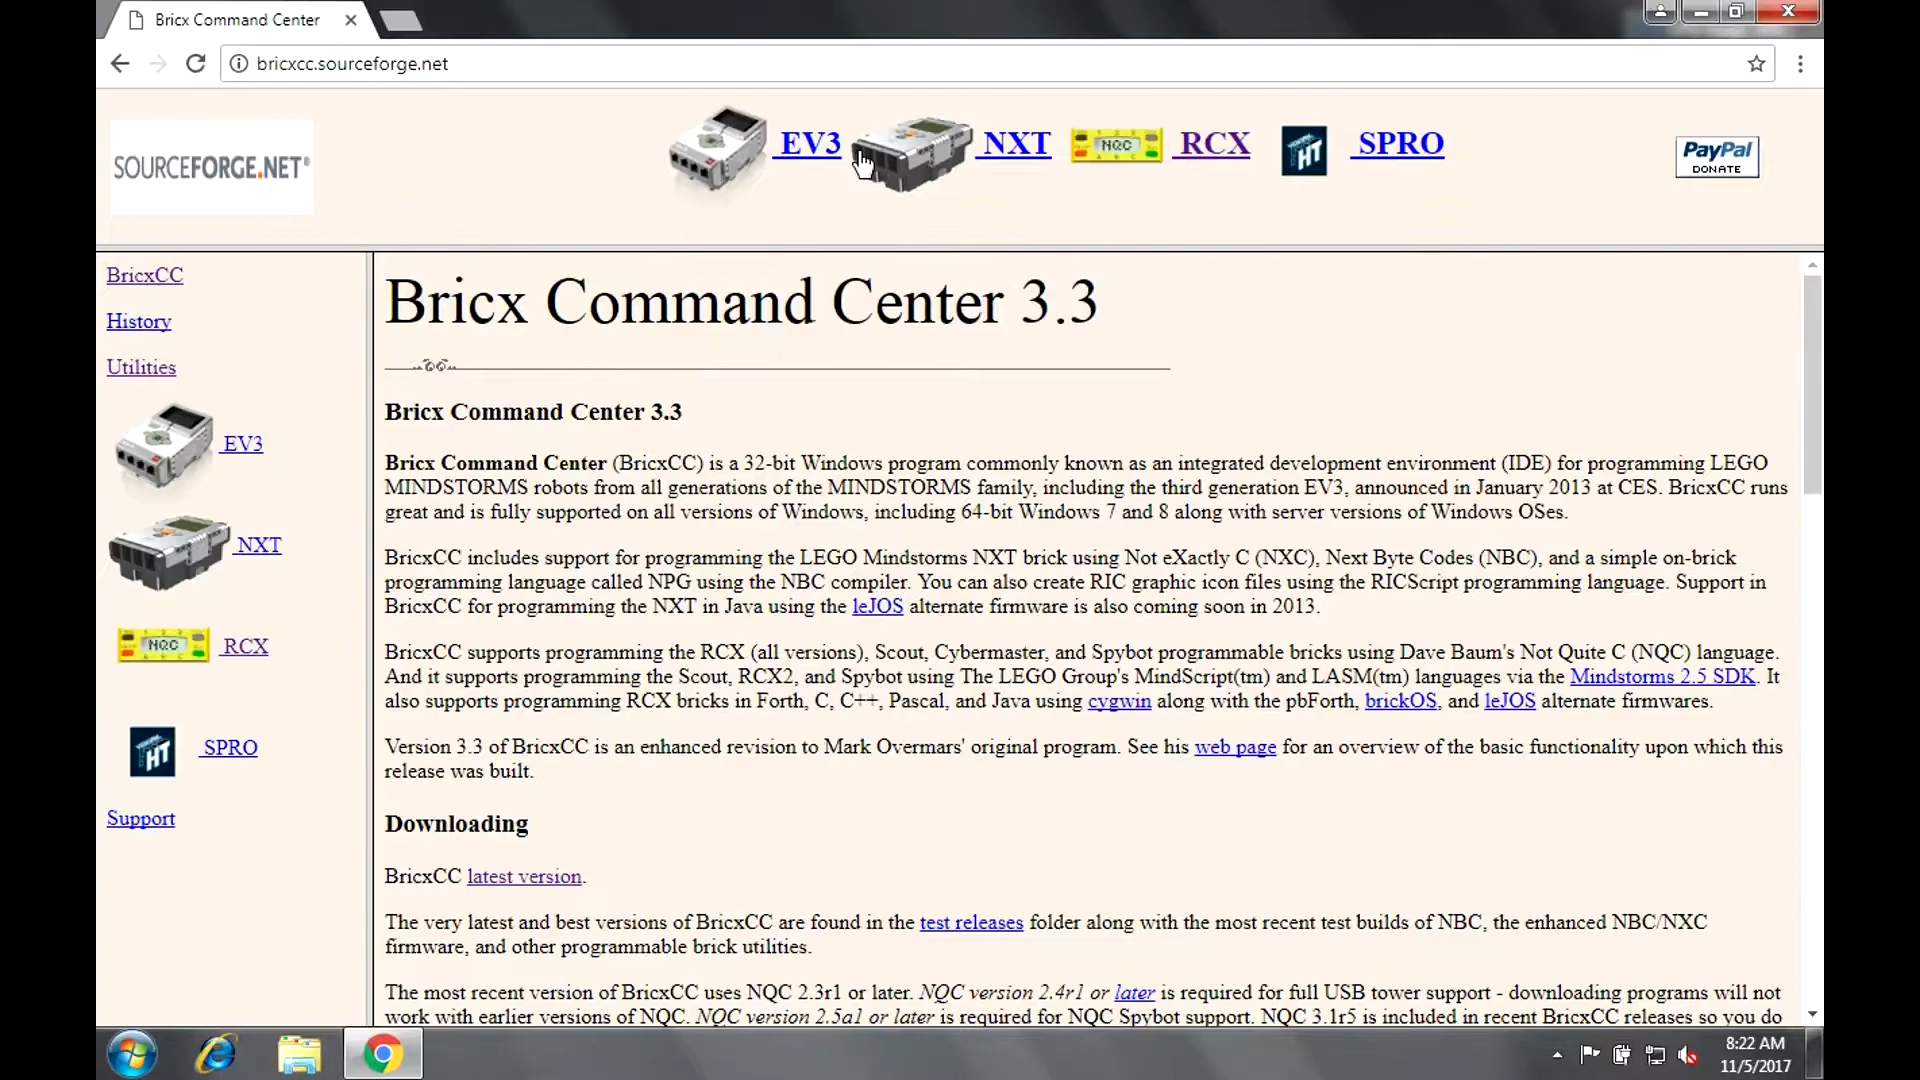 Bricx Command Center
bricxcc.sourceforge.net
SOURCEFORGE.NET®
EV3
NXT
NQC
RCX
HT
SPRO
PayPal
DONATE
BricxCC
History
Utilities
EV3
NXT
NQC
RCX
HT
SPRO
Support
Bricx Command Center 3.3
Bricx Command Center 3.3
Bricx Command Center (BricxCC) is a 32-bit Windows program commonly known as an integrated development environment (IDE) for programming LEGO
MINDSTORMS robots from all generations of the MINDSTORMS family, including the third generation EV3, announced in January 2013 at CES. BricxCC runs
great and is fully supported on all versions of Windows, including 64-bit Windows 7 and 8 along with server versions of Windows OSes.
BricxCC includes support for programming the LEGO Mindstorms NXT brick using Not eXactly C (NXC), Next Byte Codes (NBC), and a simple on-brick
programming language called NPG using the NBC compiler. You can also create RIC graphic icon files using the RICScript programming language. Support in
BricxCC for programming the NXT in Java using the leJOS alternate firmware is also coming soon in 2013.
BricxCC supports programming the RCX (all versions), Scout, Cybermaster, and Spybot programmable bricks using Dave Baum's Not Quite C (NQC) language.
And it supports programming the Scout, RCX2, and Spybot using The LEGO Group's MindScript(tm) and LASM(tm) languages via the Mindstorms 2.5 SDK. It
also supports programming RCX bricks in Forth, C, C++, Pascal, and Java using cygwin along with the pbForth, brickOS, and leJOS alternate firmwares.
Version 3.3 of BricxCC is an enhanced revision to Mark Overmars' original program. See his web page for an overview of the basic functionality upon which this
release was built.
Downloading
BricxCC latest version.
The very latest and best versions of BricxCC are found in the test releases folder along with the most recent test builds of NBC, the enhanced NBC/NXC
firmware, and other programmable brick utilities.
The most recent version of BricxCC uses NQC 2.3r1 or later. NQC version 2.4r1 or later is required for full USB tower support - downloading programs will not
work with earlier versions of NQC. NQC version 2.5a1 or later is required for NQC Spybot support. NQC 3.1r5 is included in recent BricxCC releases so you do
8:22 AM
11/5/2017